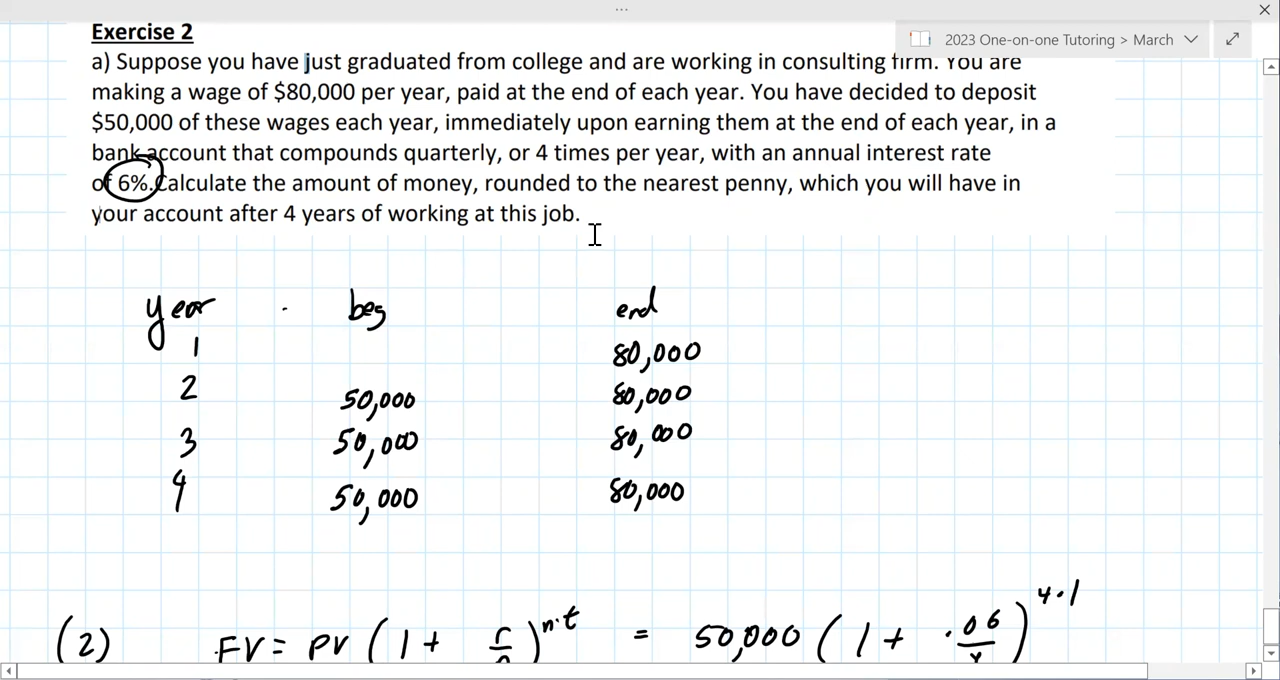 ...
2023 One-on-one Tutoring > March
Exercise 2
a) Suppose you have just graduated from college and are working in consulting firm. You are
making a wage of $80,000 per year, paid at the end of each year. You have decided to deposit
$50,000 of these wages each year, immediately upon earning them at the end of each year, in a
bank account that compounds quarterly, or 4 times per year, with an annual interest rate
of 6%. Calculate the amount of money, rounded to the nearest penny, which you will have in
your account after 4 years of working at this job.
year beg end
1 80,000
2 50,000 80,000
3 50,000 80,000
4 50,000 80,000
(2) FV = PV (1 + r/n)^n·t = 50,000 (1 + .06/4)^4·1